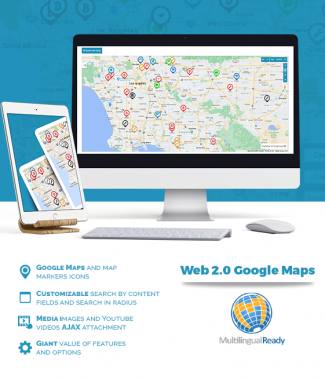 Google Maps and map
markers icons
Customizable search by content
fields and search in radius
Media images and Youtube
videos AJAX attachment
Giant value of features
and options
Web 2.0 Google Maps
MultilingualReady